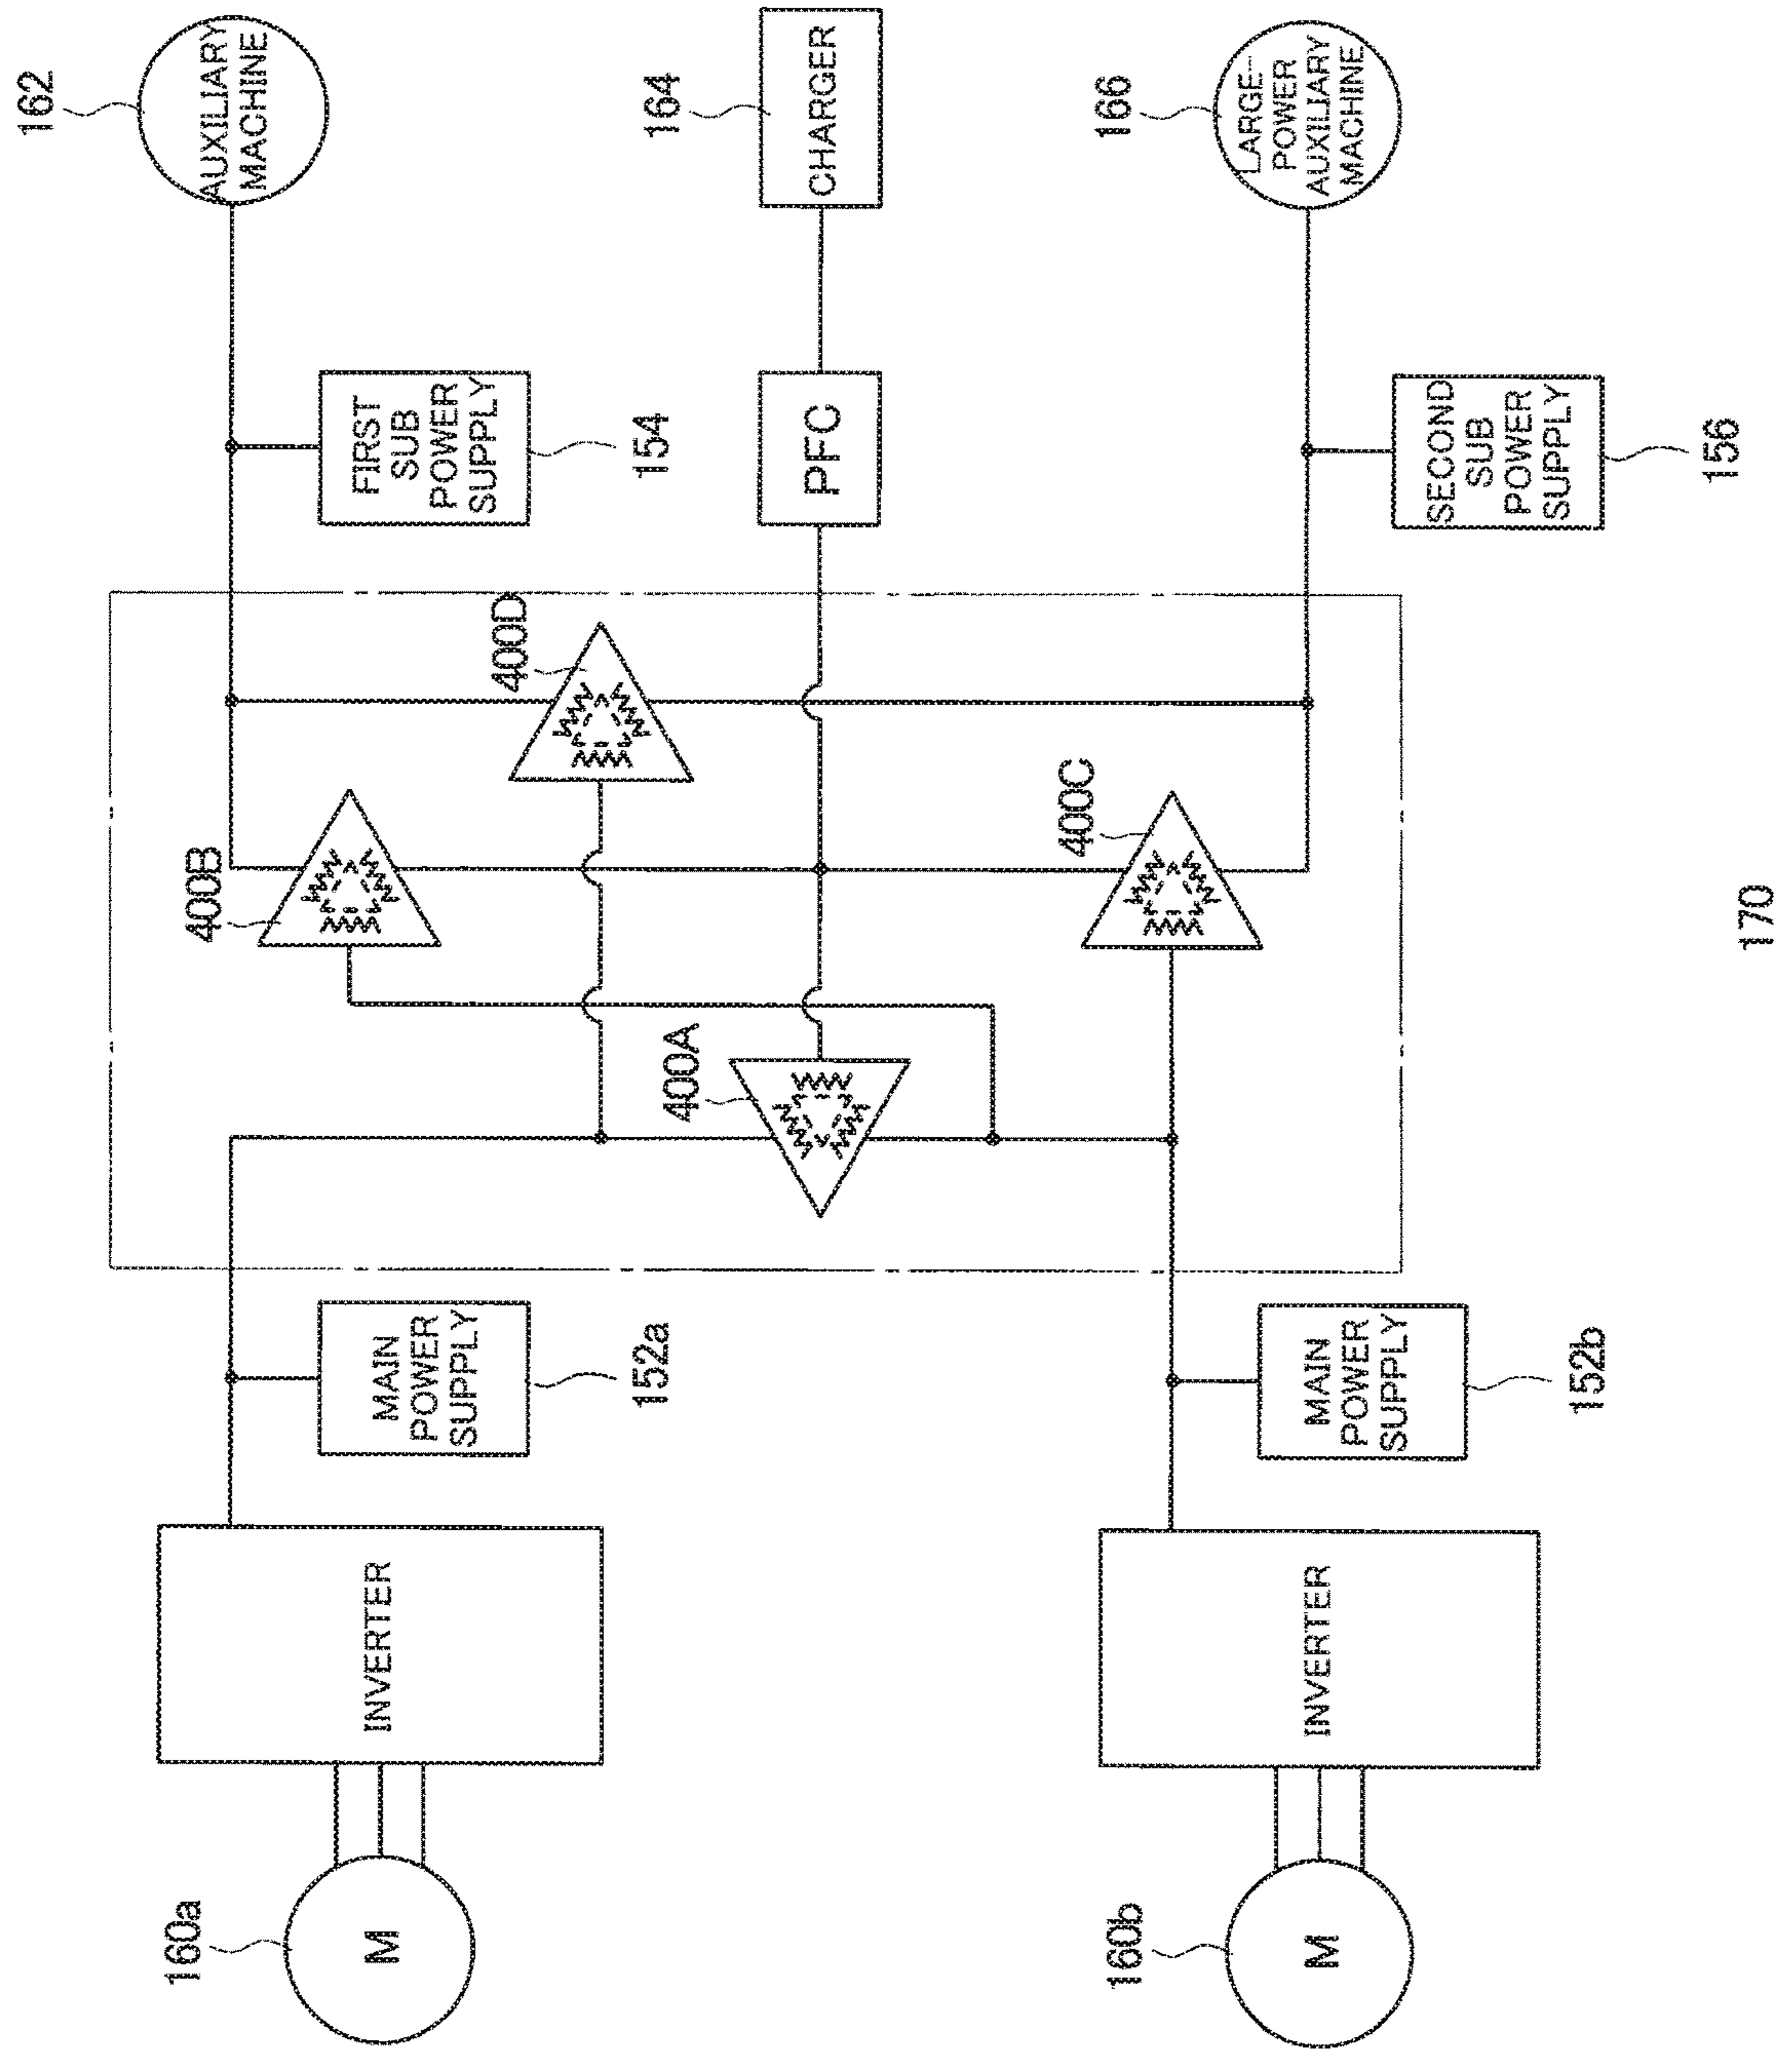 160a
M
INVERTER
MAIN
POWER
SUPPLY
152a
400B
400D
FIRST
SUB
POWER
SUPPLY
154
162
AUXILIARY
MACHINE
400A
PFC
164
CHARGER
160b
M
INVERTER
MAIN
POWER
SUPPLY
152b
400C
SECOND
SUB
POWER
SUPPLY
156
166
LARGE-
POWER
AUXILIARY
MACHINE
170